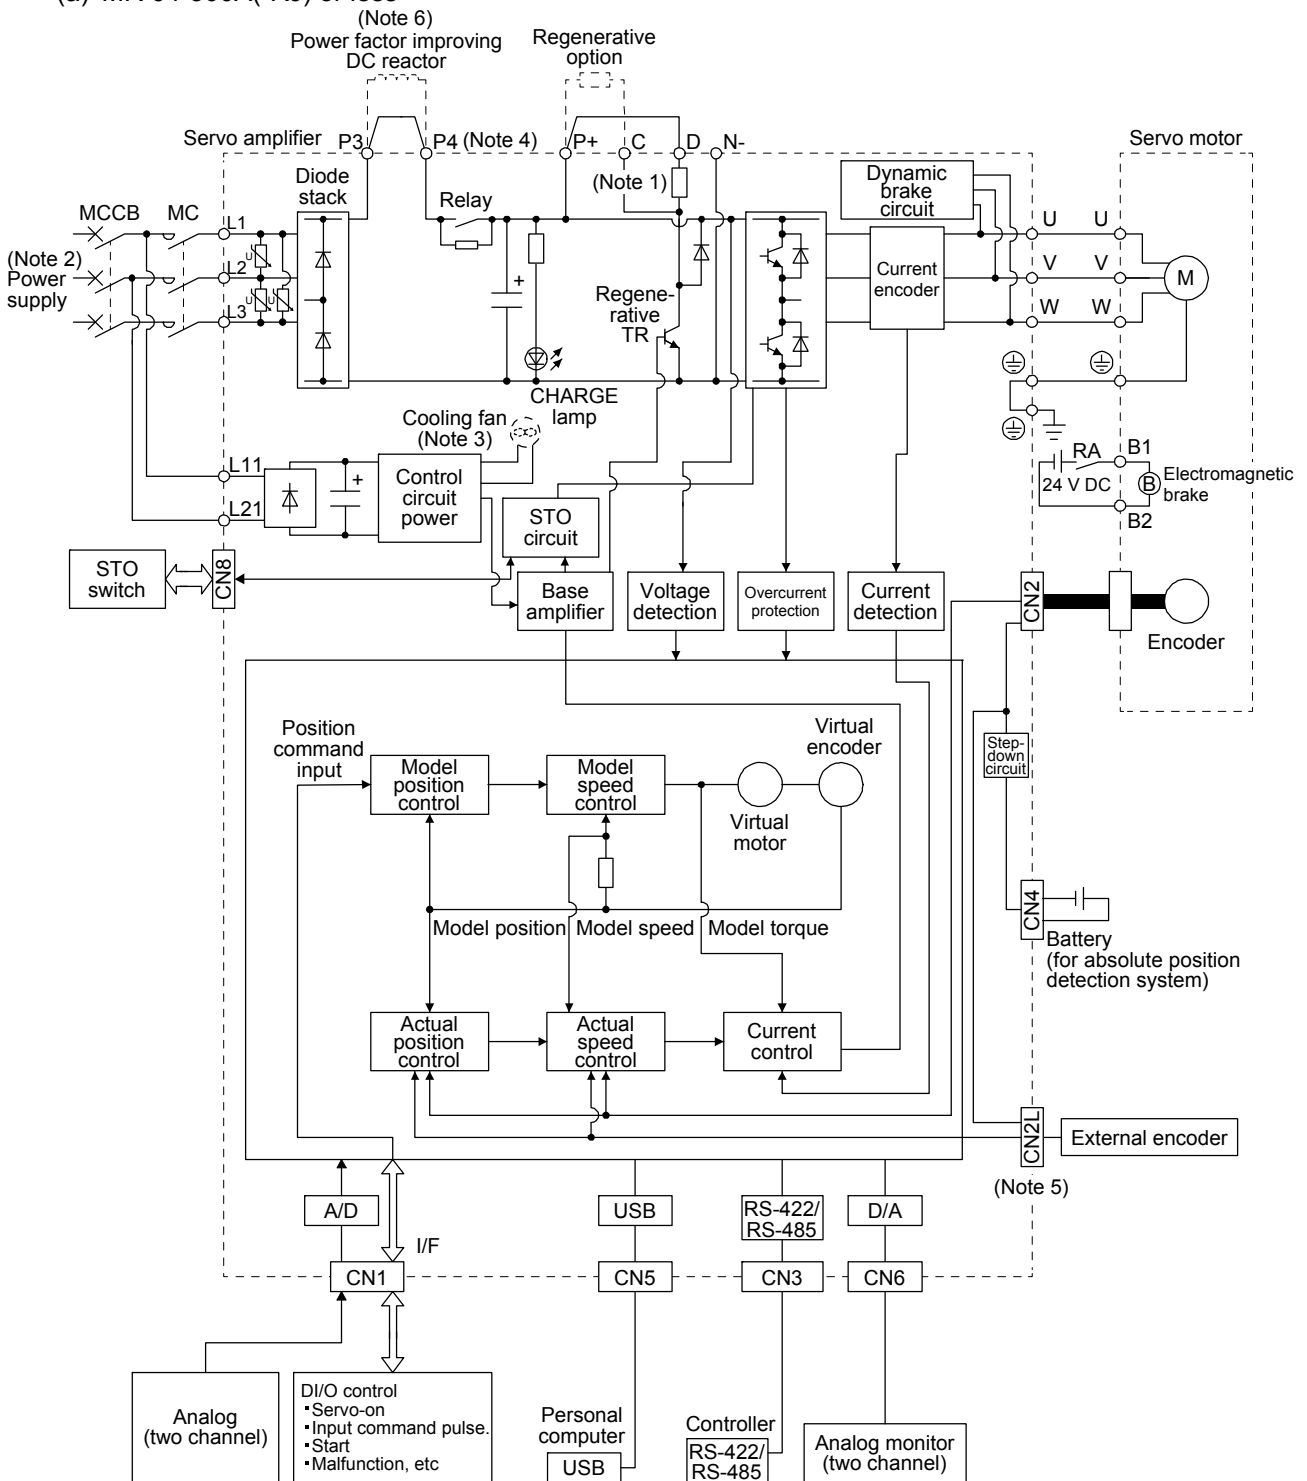 (Note 6)
Power factor improving
DC reactor
Regenerative
option
Servo amplifier
P3
P4 (Note 4)
P+
C
D
N-
Servo motor
Diode
stack
Relay
(Note 1)
Dynamic
brake
circuit
MCCB
MC
L1
L2
L3
(Note 2)
Power
supply
U
U
U
+
Regene-
rative
TR
Current
encoder
U
V
W
U
V
W
M
CHARGE
lamp
Cooling fan
(Note 3)
L11
L21
+
Control
circuit
power
STO
circuit
RA
24 V DC
B1
B
B2
Electromagnetic
brake
STO
switch
CN8
Base
amplifier
Voltage
detection
Overcurrent
protection
Current
detection
CN2
Encoder
Position
command
input
Model
position
control
Model
speed
control
Virtual
motor
Virtual
encoder
Step-
down
circuit
Model position
Model speed
Model torque
CN4
Battery
(for absolute position
detection system)
Actual
position
control
Actual
speed
control
Current
control
CN2L
External encoder
(Note 5)
A/D
I/F
USB
RS-422/
RS-485
D/A
CN1
CN5
CN3
CN6
Analog
(two channel)
DI/O control
▪Servo-on
▪Input command pulse.
▪Start
▪Malfunction, etc
Personal
computer
USB
Controller
RS-422/
RS-485
Analog monitor
(two channel)